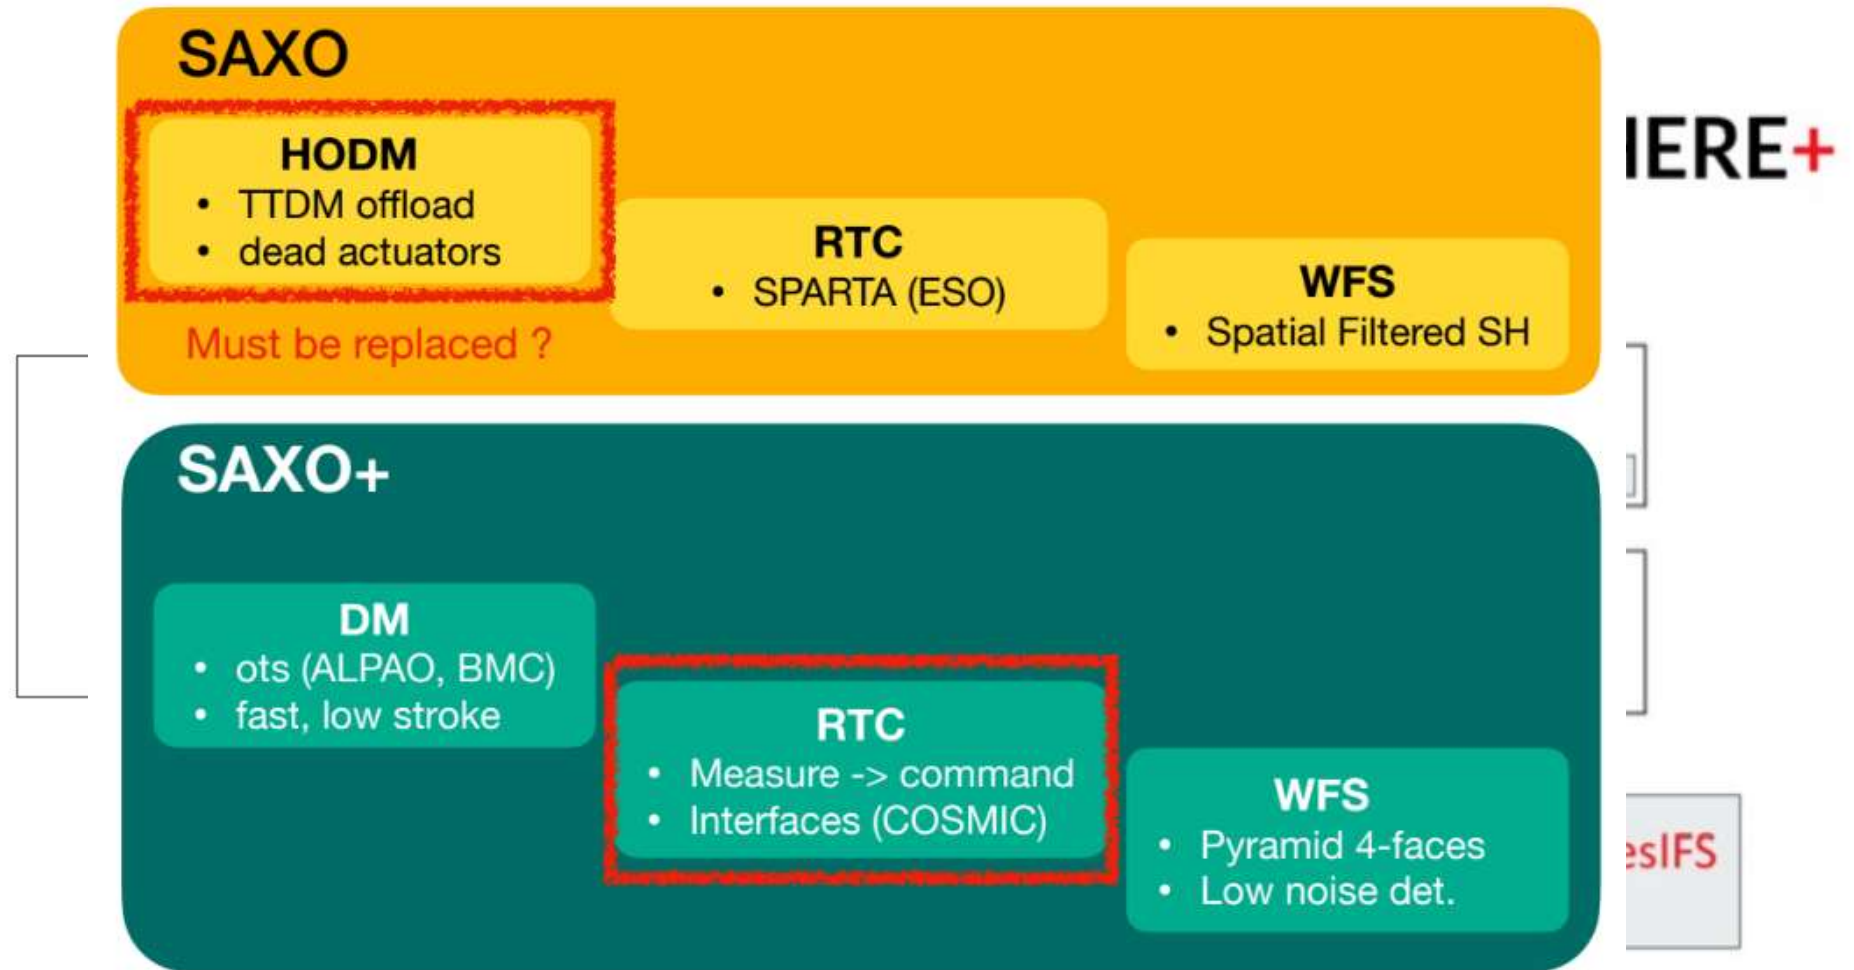 SAXO
HODM
• TTDM offload
• dead actuators
Must be replaced ?
RTC
• SPARTA (ESO)
WFS
• Spatial Filtered SH
IERE+
SAXO+
DM
• ots (ALPAO, BMC)
• fast, low stroke
RTC
• Measure -> command
• Interfaces (COSMIC)
WFS
• Pyramid 4-faces
• Low noise det.
esIFS